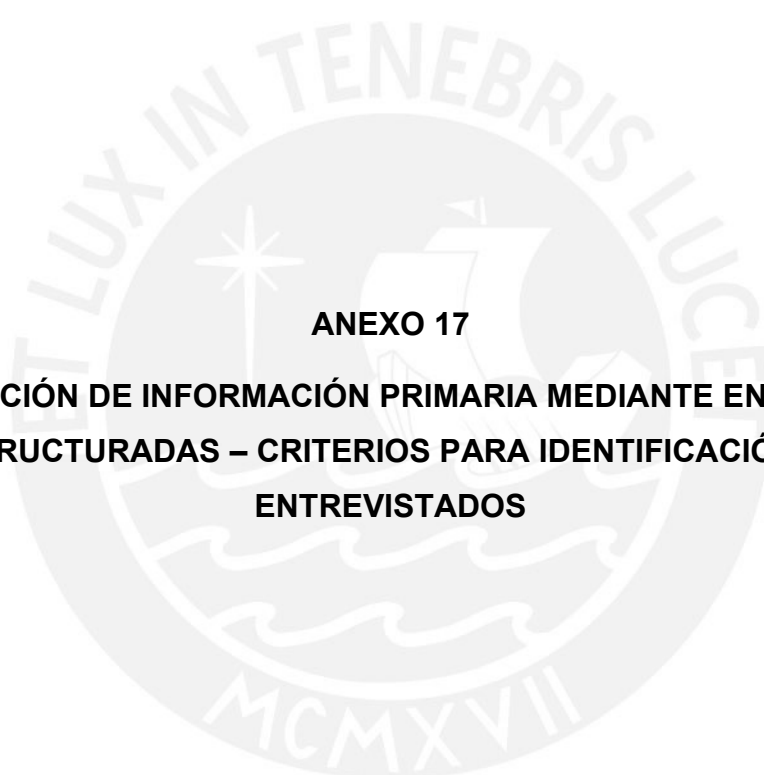 ET LUX IN TENEBRIS LUCET
ANEXO 17
CIÓN DE INFORMACIÓN PRIMARIA MEDIANTE EN
RUCTURADAS – CRITERIOS PARA IDENTIFICACIÓ
ENTREVISTADOS
MCMXVII